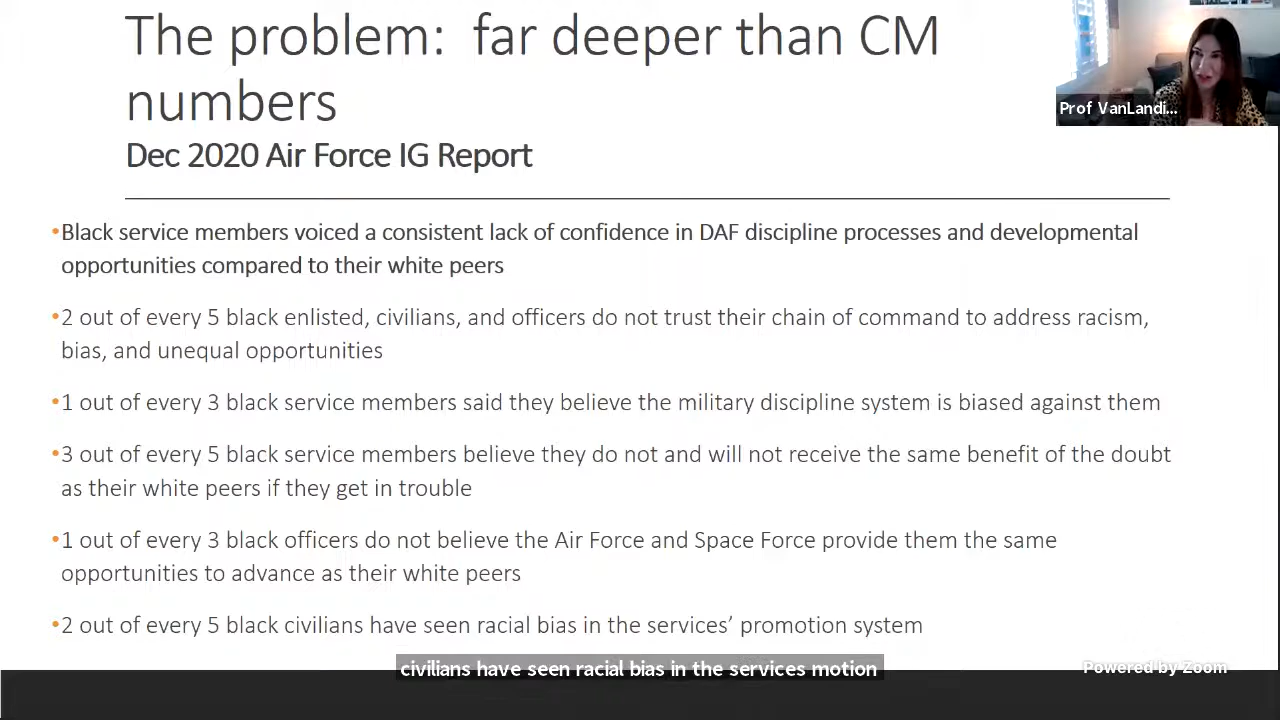 The problem: far deeper than CM
numbers
Dec 2020 Air Force IG Report
Prof VanLandi...
•Black service members voiced a consistent lack of confidence in DAF discipline processes and developmental
opportunities compared to their white peers
•2 out of every 5 black enlisted, civilians, and officers do not trust their chain of command to address racism,
bias, and unequal opportunities
•1 out of every 3 black service members said they believe the military discipline system is biased against them
•3 out of every 5 black service members believe they do not and will not receive the same benefit of the doubt
as their white peers if they get in trouble
•1 out of every 3 black officers do not believe the Air Force and Space Force provide them the same
opportunities to advance as their white peers
•2 out of every 5 black civilians have seen racial bias in the services’ promotion system
civilians have seen racial bias in the services motion
Powered by Zoom